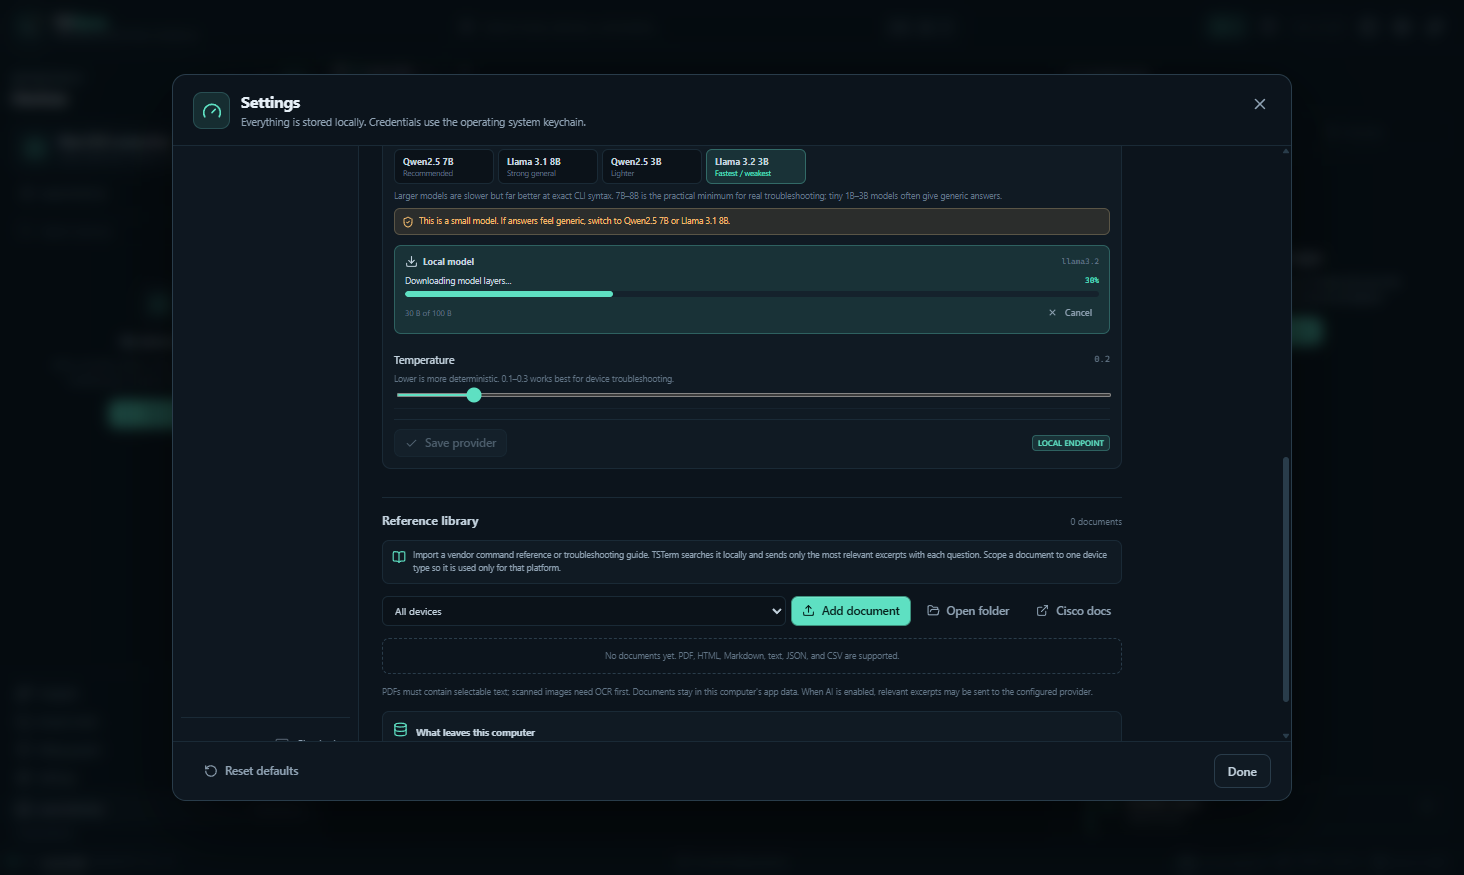 Settings
Everything is stored locally. Credentials use the operating system keychain.
Qwen2.5 7B
Recommended
Llama 3.1 8B
Strong general
Qwen2.5 3B
Lighter
Llama 3.2 3B
Fastest / weakest
Larger models are slower but far better at exact CLI syntax. 7B–8B is the practical minimum for real troubleshooting; tiny 1B–3B models often give generic answers.
This is a small model. If answers feel generic, switch to Qwen2.5 7B or Llama 3.1 8B.
Local model
llama3.2
Downloading model layers...
30%
30 B of 100 B
Cancel
Temperature
0.2
Lower is more deterministic. 0.1–0.3 works best for device troubleshooting.
Save provider
LOCAL ENDPOINT
Reference library
0 documents
Import a vendor command reference or troubleshooting guide. TSTerm searches it locally and sends only the most relevant excerpts with each question. Scope a document to one device
type so it is used only for that platform.
All devices
Add document
Open folder
Cisco docs
No documents yet. PDF, HTML, Markdown, text, JSON, and CSV are supported.
PDFs must contain selectable text; scanned images need OCR first. Documents stay in this computer's app data. When AI is enabled, relevant excerpts may be sent to the configured provider.
What leaves this computer
Reset defaults
Done